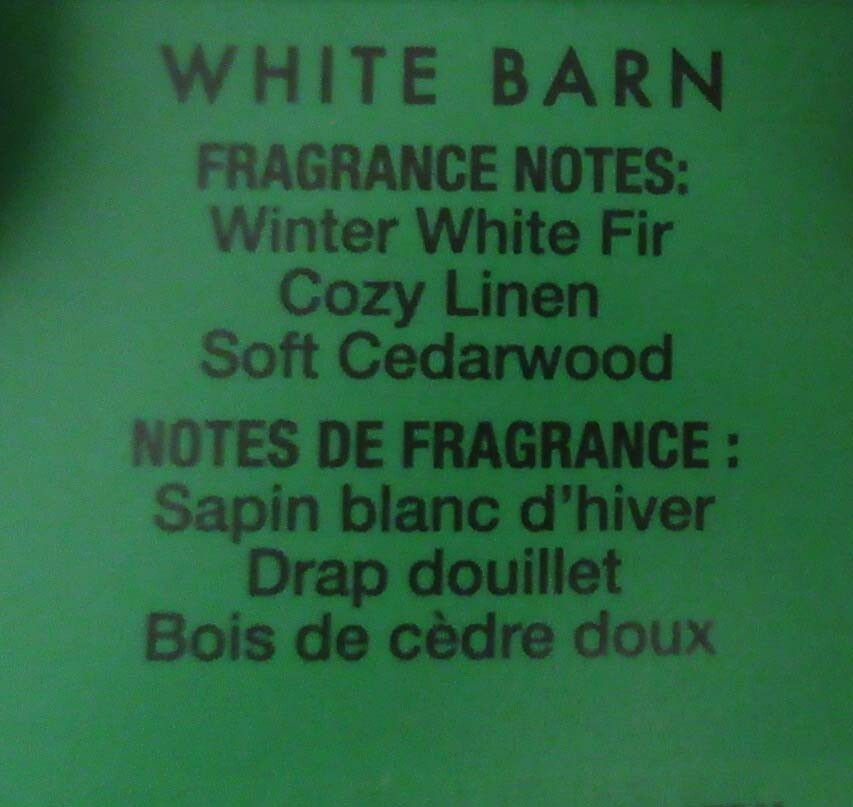 WHITE BARN
FRAGRANCE NOTES:
Winter White Fir
Cozy Linen
Soft Cedarwood
NOTES DE FRAGRANCE :
Sapin blanc d'hiver
Drap douillet
Bois de cèdre doux